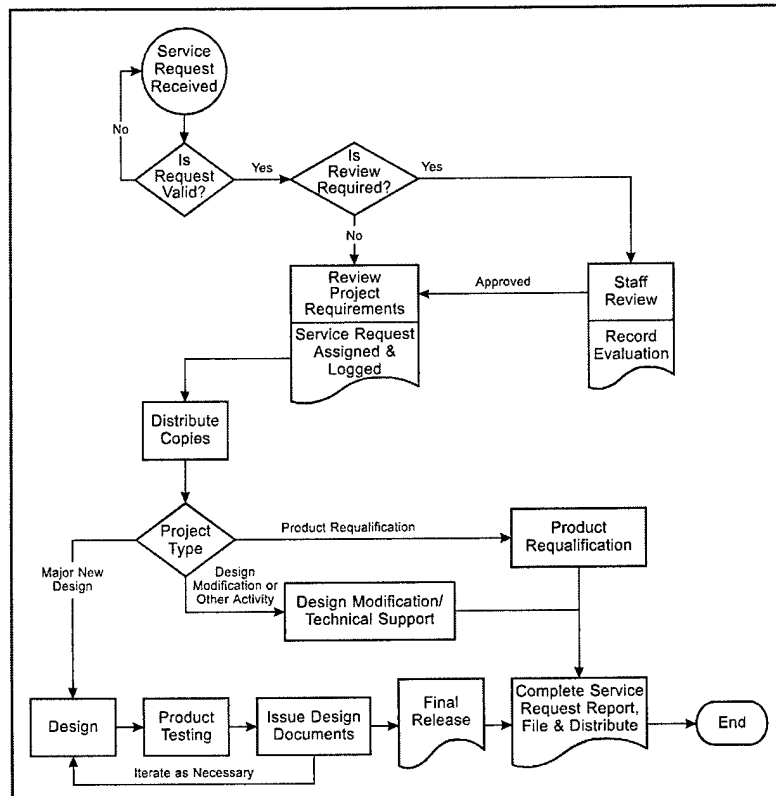 Service
Request
Received
No
Is
Request
Valid?
Yes
Is
Review
Required?
Yes
No
Review
Project
Requirements
Approved
Staff
Review
Service Request
Assigned &
Logged
Record
Evaluation
Distribute
Copies
Project
Type
Product Requalification
Product
Requalification
Major New
Design
Design
Modification or
Other Activity
Design Modification/
Technical Support
Design
Product
Testing
Issue Design
Documents
Final
Release
Complete Service
Request Report,
File & Distribute
End
Iterate as Necessary